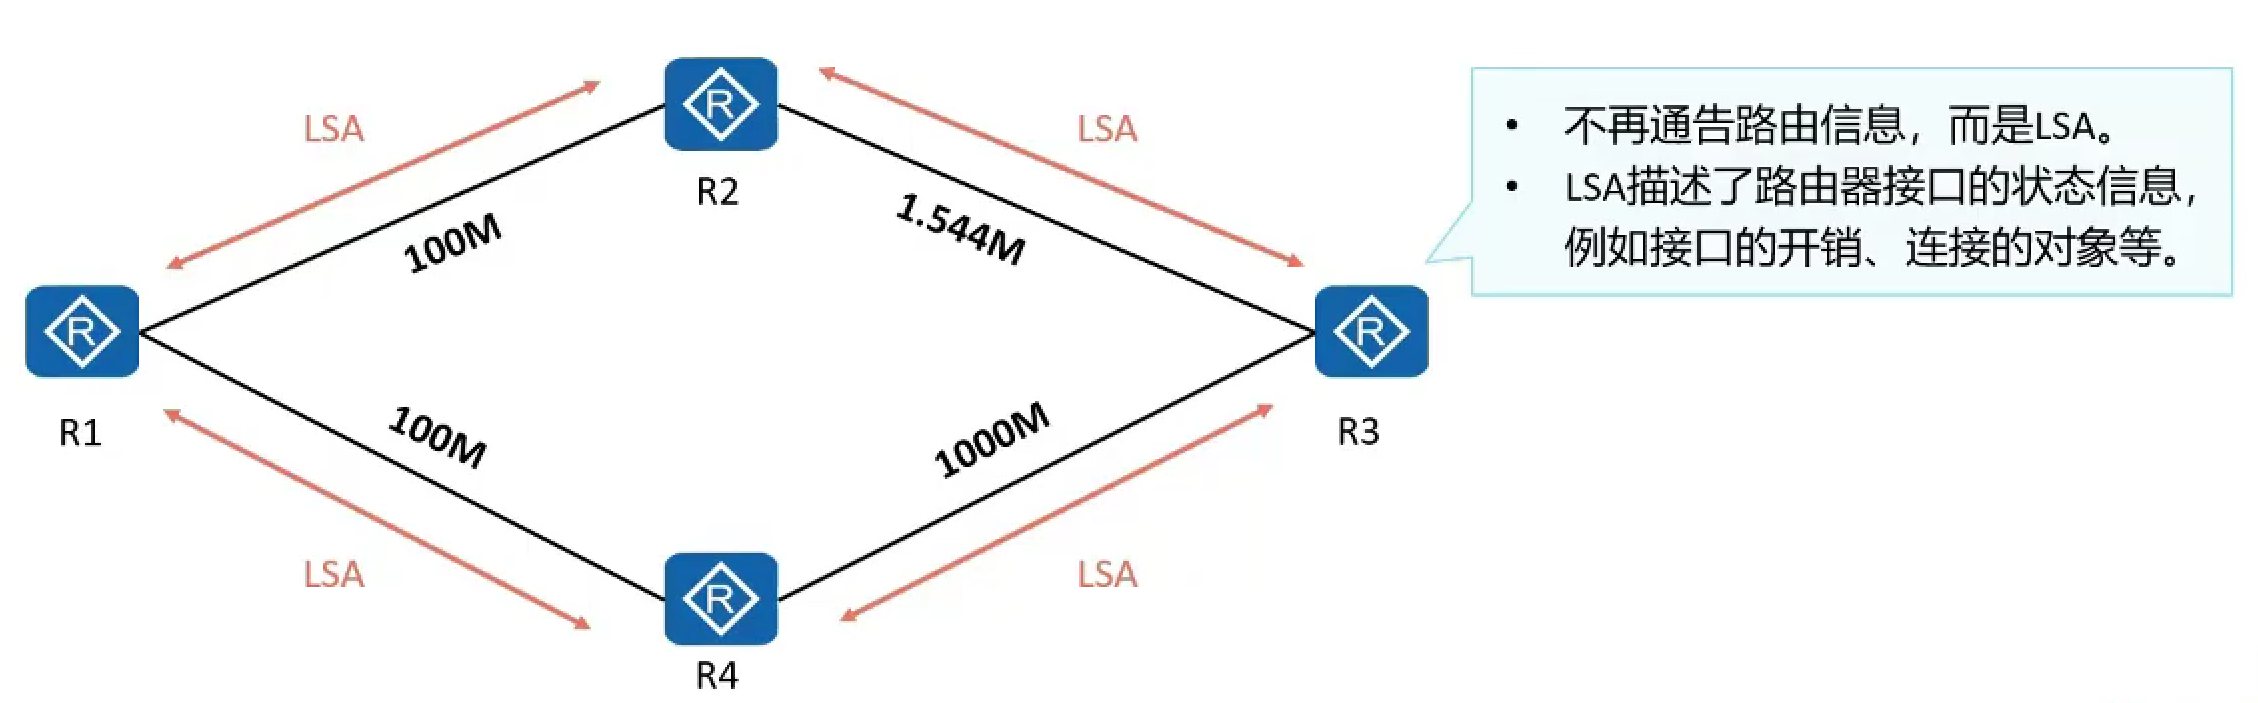 LSA
R
R2
LSA
• 不再通告路由信息，而是LSA。
• LSA描述了路由器接口的状态信息，
例如接口的开销、连接的对象等。
100M
1.544M
R
R1
R
R3
100M
1000M
LSA
R
R4
LSA